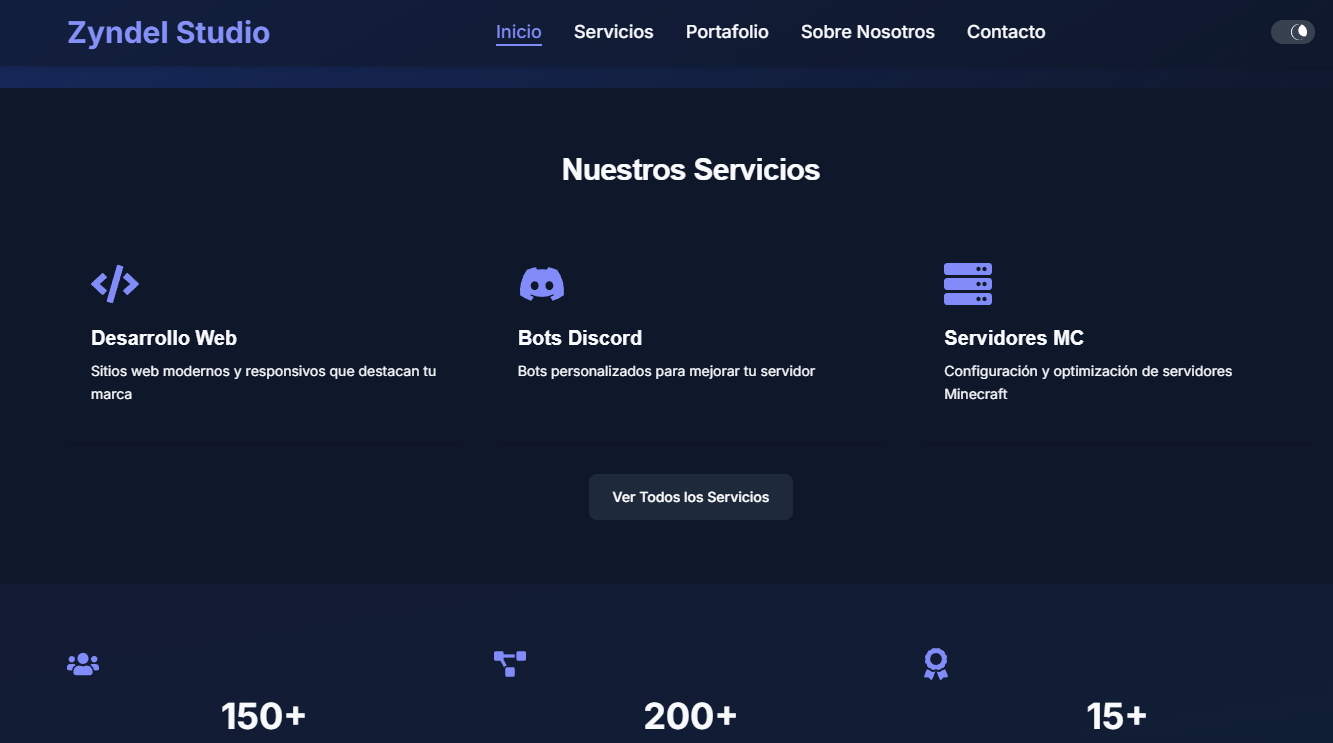 Zyndel Studio
Inicio
Servicios
Portafolio
Sobre Nosotros
Contacto
Nuestros Servicios
Desarrollo Web
Sitios web modernos y responsivos que destacan tu
marca
Bots Discord
Bots personalizados para mejorar tu servidor
Servidores MC
Configuración y optimización de servidores
Minecraft
Ver Todos los Servicios
150+
200+
15+